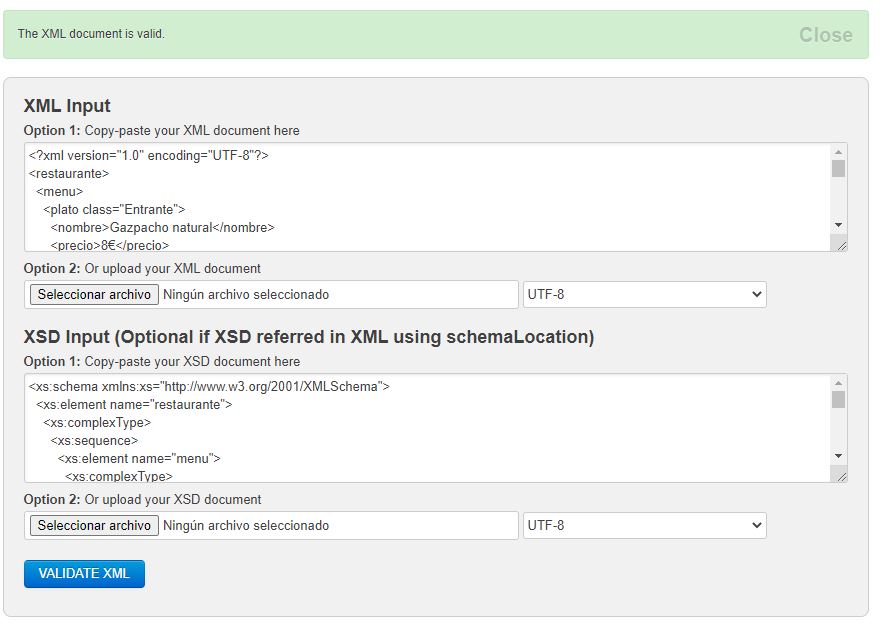 The XML document is valid.
Close
XML Input
Option 1: Copy-paste your XML document here
<?xml version="1.0" encoding="UTF-8"?>
<restaurante>
<menu>
<plato class="Entrante">
<nombre>Gazpacho natural</nombre>
<precio>8€</precio>
Option 2: Or upload your XML document
Seleccionar archivo Ningún archivo seleccionado UTF-8
XSD Input (Optional if XSD referred in XML using schemaLocation)
Option 1: Copy-paste your XSD document here
<xs:schema xmlns:xs="http://www.w3.org/2001/XMLSchema">
<xs:element name="restaurante">
<xs:complexType>
<xs:sequence>
<xs:element name="menu">
<xs:complexType>
Option 2: Or upload your XSD document
Seleccionar archivo Ningún archivo seleccionado UTF-8
VALIDATE XML